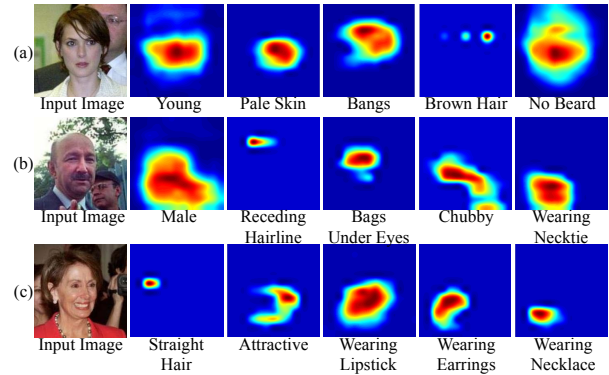 (a)
Input Image Young Pale Skin Bangs Brown Hair No Beard
(b)
Input Image Male Receding Bags Chubby Wearing
Hairline Under Eyes Necktie
(c)
Input Image Straight Attractive Wearing Wearing Wearing
Hair Lipstick Earrings Necklace